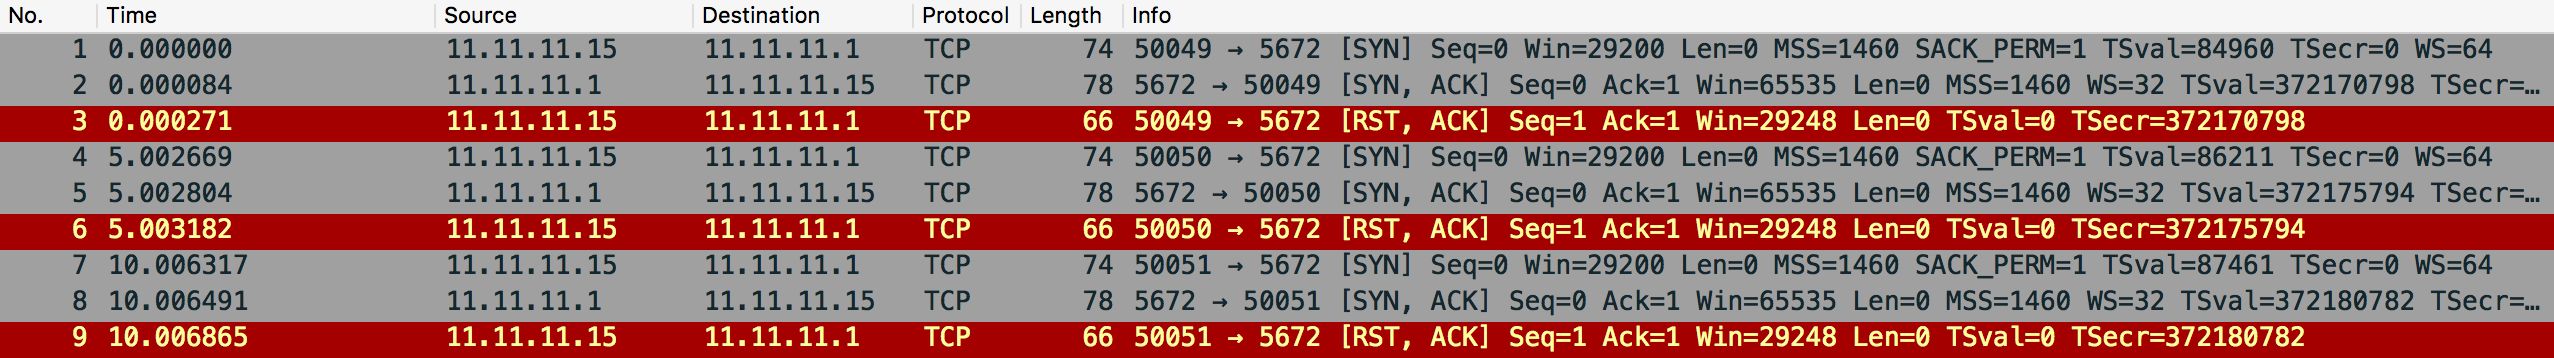 No. Time Source Destination Protocol Length Info
1 0.000000 11.11.11.15 11.11.11.1 TCP 74 50049 → 5672 [SYN] Seq=0 Win=29200 Len=0 MSS=1460 SACK_PERM=1 TSval=84960 TSecr=0 WS=64
2 0.000084 11.11.11.1 11.11.11.15 TCP 78 5672 → 50049 [SYN, ACK] Seq=0 Ack=1 Win=65535 Len=0 MSS=1460 WS=32 TSval=372170798 TSecr=…
3 0.000271 11.11.11.15 11.11.11.1 TCP 66 50049 → 5672 [RST, ACK] Seq=1 Ack=1 Win=29248 Len=0 TSval=0 TSecr=372170798
4 5.002669 11.11.11.15 11.11.11.1 TCP 74 50050 → 5672 [SYN] Seq=0 Win=29200 Len=0 MSS=1460 SACK_PERM=1 TSval=86211 TSecr=0 WS=64
5 5.002804 11.11.11.1 11.11.11.15 TCP 78 5672 → 50050 [SYN, ACK] Seq=0 Ack=1 Win=65535 Len=0 MSS=1460 WS=32 TSval=372175794 TSecr=…
6 5.003182 11.11.11.15 11.11.11.1 TCP 66 50050 → 5672 [RST, ACK] Seq=1 Ack=1 Win=29248 Len=0 TSval=0 TSecr=372175794
7 10.006317 11.11.11.15 11.11.11.1 TCP 74 50051 → 5672 [SYN] Seq=0 Win=29200 Len=0 MSS=1460 SACK_PERM=1 TSval=87461 TSecr=0 WS=64
8 10.006491 11.11.11.1 11.11.11.15 TCP 78 5672 → 50051 [SYN, ACK] Seq=0 Ack=1 Win=65535 Len=0 MSS=1460 WS=32 TSval=372180782 TSecr=…
9 10.006865 11.11.11.15 11.11.11.1 TCP 66 50051 → 5672 [RST, ACK] Seq=1 Ack=1 Win=29248 Len=0 TSval=0 TSecr=372180782